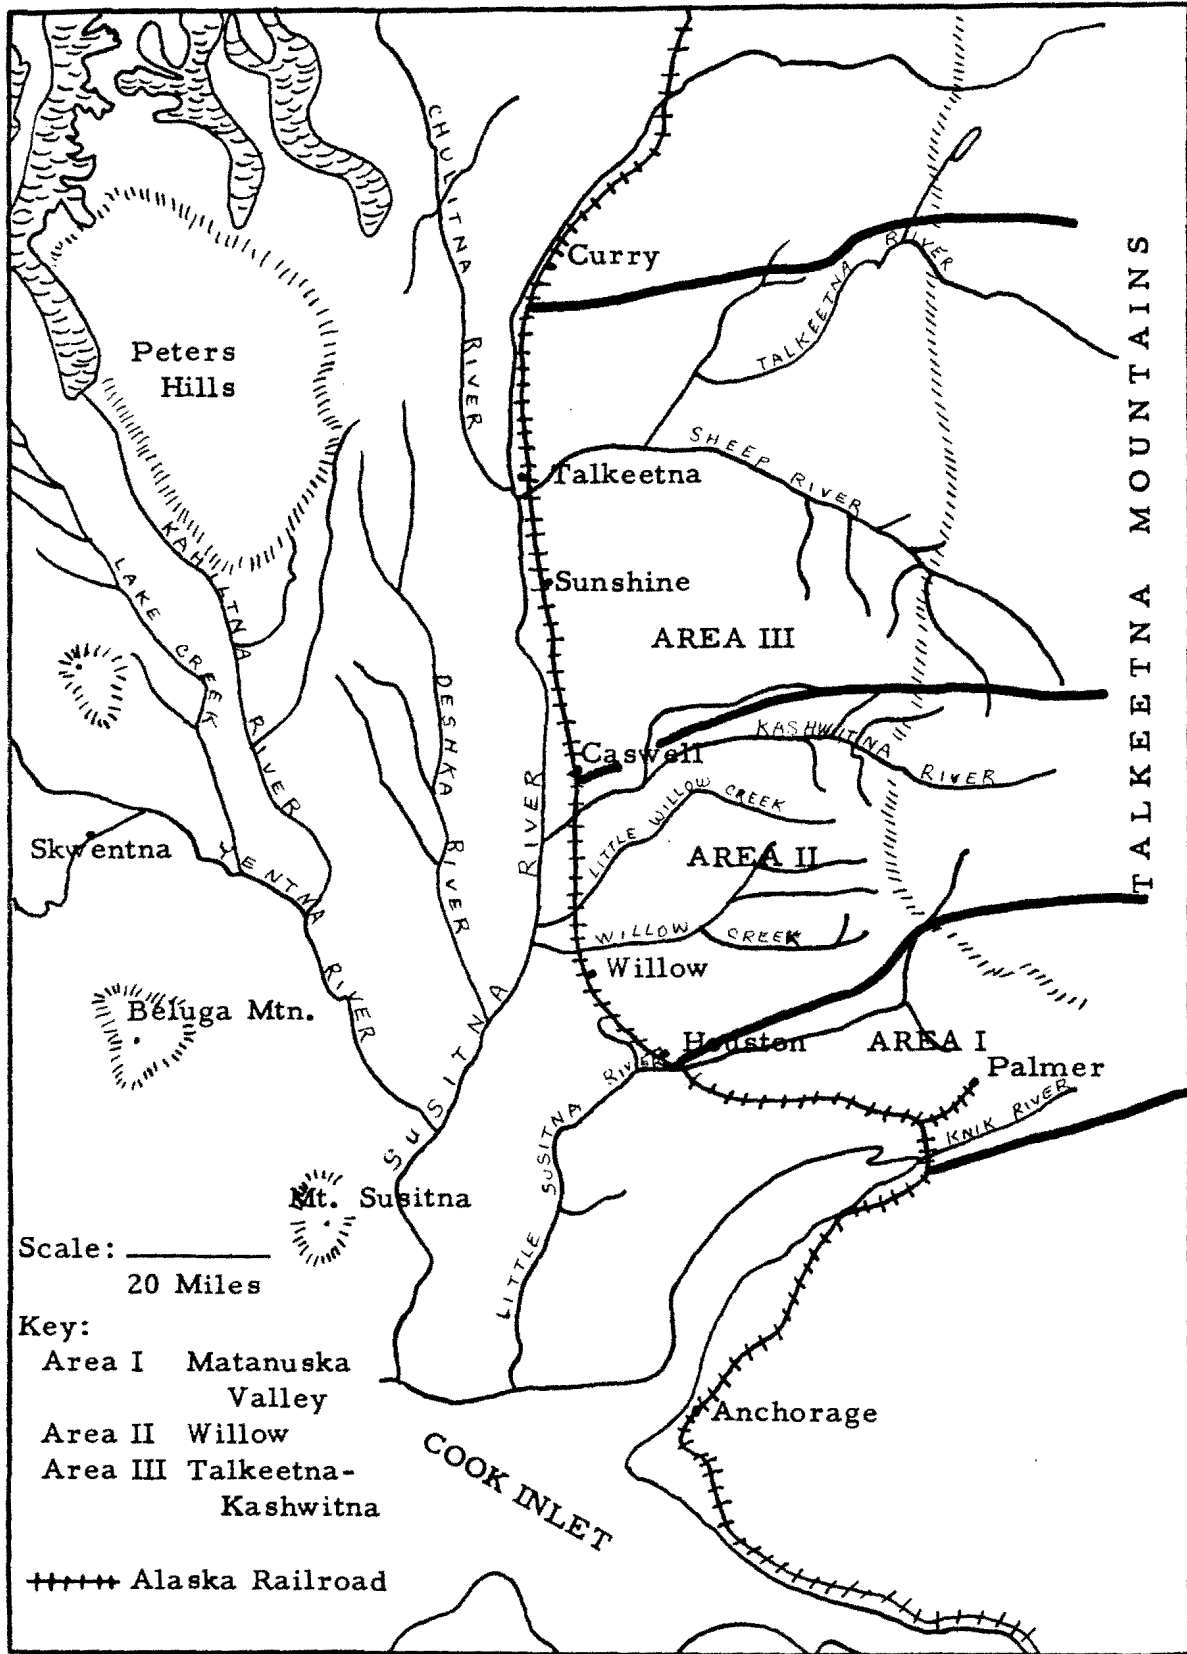 CHULITNA RIVER
Curry
TALKEETNA RIVER
Peters
Hills
TALKEETNA MOUNTAINS
SHEEP RIVER
Talkeetna
KAHILTNA RIVER
LAKE CREEK
Sunshine
AREA III
DESHKA RIVER
KASHWITNA RIVER
Caswell
LITTLE WILLOW CREEK
Skwentna
YENTNA RIVER
AREA II
SUSITNA RIVER
WILLOW CREEK
Willow
Beluga Mtn.
Houston
AREA I
Palmer
LITTLE SUSITNA RIVER
KNIK RIVER
Mt. Susitna
Scale:
20 Miles
Key:
Area I Matanuska
Valley
Area II Willow
Area III Talkeetna-
Kashwitna
Anchorage
COOK INLET
Alaska Railroad